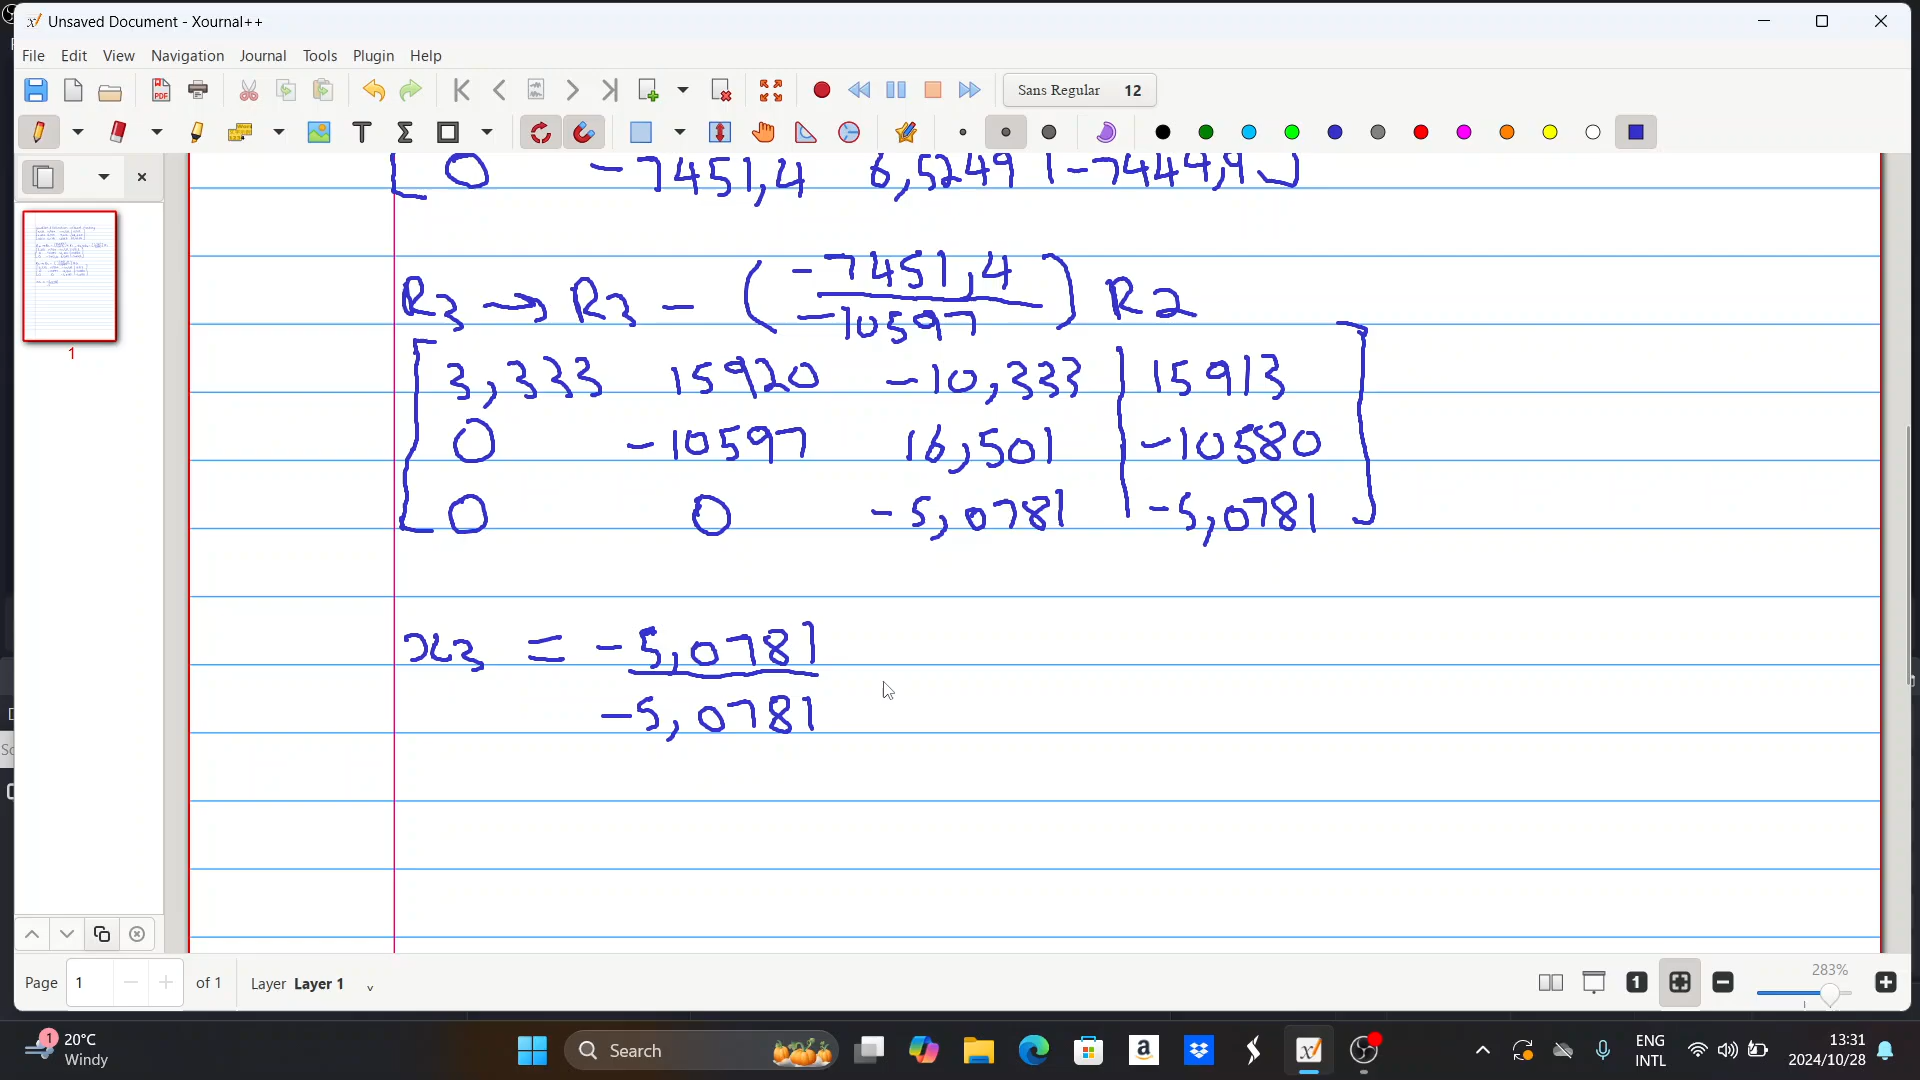 Unsaved Document - Xournal++
File Edit View Navigation Journal Tools Plugin Help
Sans Regular 12
0 -7451,4 6,5249 | -7444,4
R3 → R3 - (-7451,4 / -10597) R2
3,333 15920 -10,333 | 15913
0 -10597 16,501 | -10580
0 0 -5,0781 | -5,0781
x3 = -5,0781
-5,0781
1
Page 1 of 1 Layer Layer 1
283%
1
20°C
Windy
Search
ENG
INTL
13:31
2024/10/28